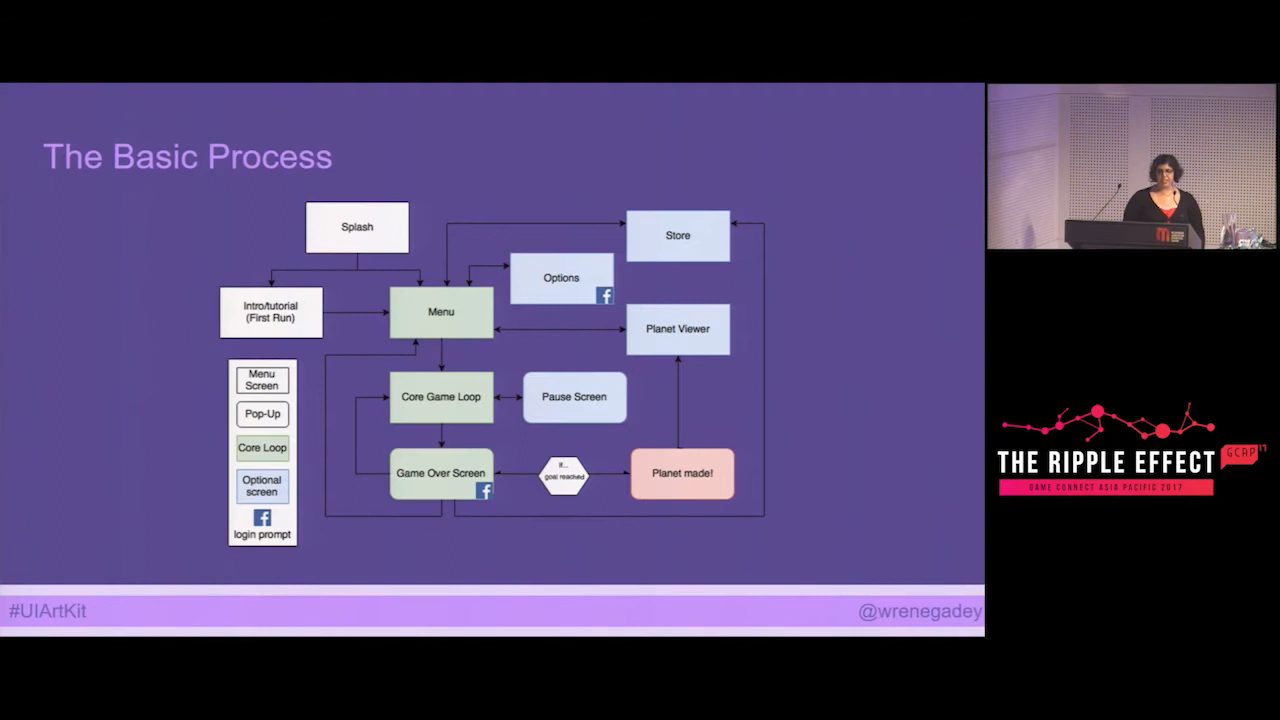 The Basic Process
Splash
Store
Options
Intro/tutorial
(First Run)
Menu
Planet Viewer
Menu
Screen
Pop-Up
Core Loop
Optional
screen
login prompt
Core Game Loop
Pause Screen
Game Over Screen
If...
goal reached
Planet made!
#UIArtKit
@wrenegadey
THE RIPPLE EFFECT
GCAP 17
GAME CONNECT ASIA PACIFIC 2017